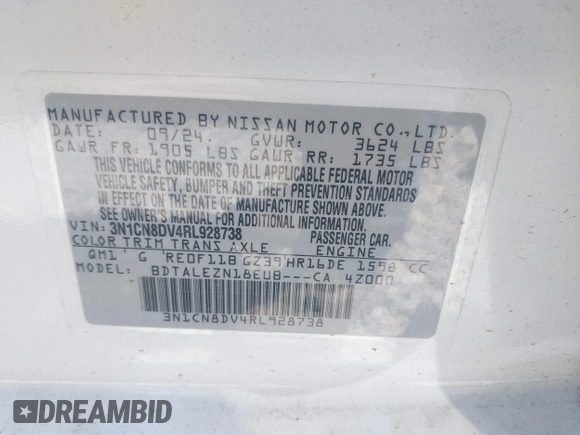 MANUFACTURED BY NISSAN MOTOR CO.,LTD.
DATE: 09/24. GVWR: 3624 LBS
GAWR FR: 1905 LBS GAWR RR: 1735 LBS
THIS VEHICLE CONFORMS TO ALL APPLICABLE FEDERAL MOTOR
VEHICLE SAFETY, BUMPER AND THEFT PREVENTION STANDARDS
IN EFFECT ON THE DATE OF MANUFACTURE SHOWN ABOVE.
SEE OWNER'S MANUAL FOR ADDITIONAL INFORMATION.
VIN: 3N1CN8DV4RL928738 PASSENGER CAR.
COLOR TRIM TRANS AXLE ENGINE
QM1 G RE0F11B GZ39 HR16DE 1598 CC
MODEL: BDTALEZN18EUB---CA 4Z000
3N1CN8DV4RL928738
DREAMBID